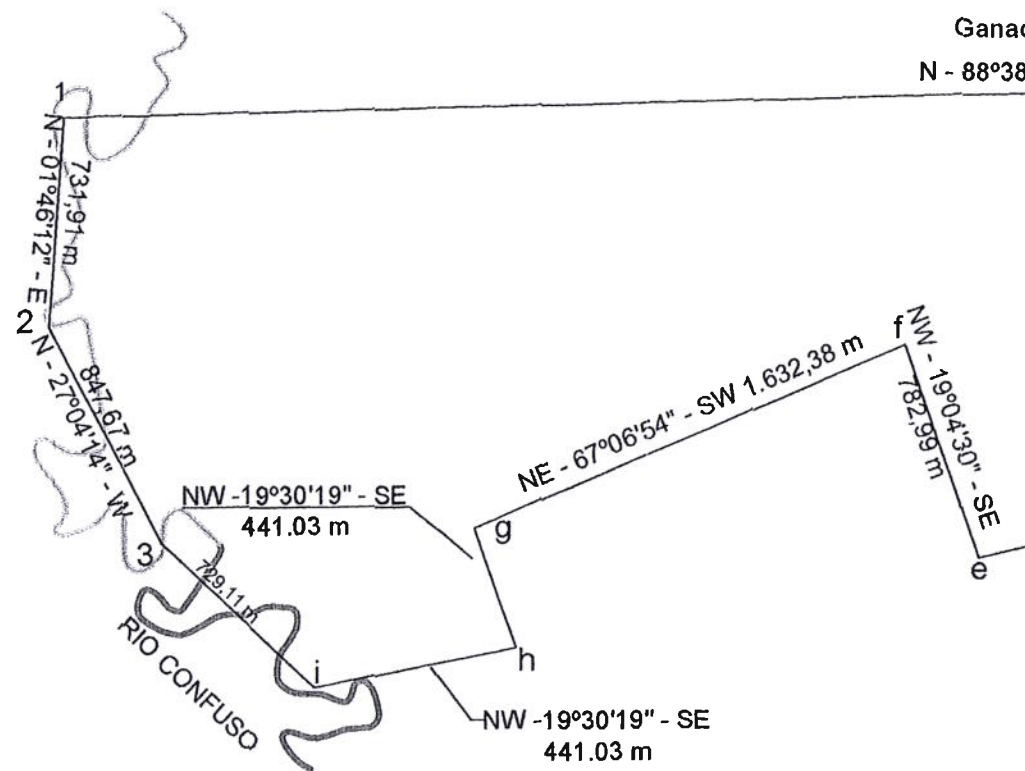 Ganac
N - 88º38
1
N - 01º46'12" - E
731,91 m
2
N - 27º04'14" - W
847,67 m
3
NW -19º30'19" - SE
441.03 m
729,11 m
RIO CONFUSO
i
h
g
NE - 67º06'54" - SW 1.632,38 m
f
NW - 19º04'30" - SE
782,99 m
e
NW -19º30'19" - SE
441.03 m